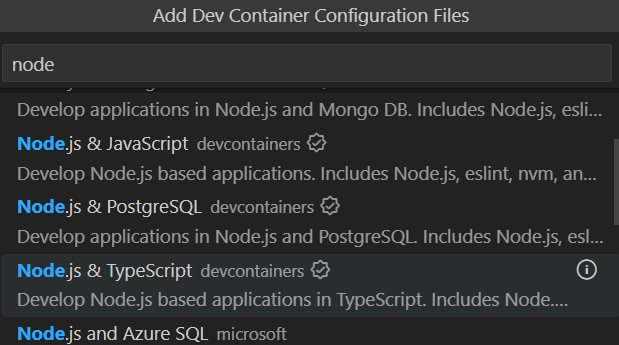 Add Dev Container Configuration Files
node
Develop applications in Node.js and Mongo DB. Includes Node.js, esli...
Node.js & JavaScript devcontainers
Develop Node.js based applications. Includes Node.js, eslint, nvm, an...
Node.js & PostgreSQL devcontainers
Develop applications in Node.js and PostgreSQL. Includes Node.js, esl...
Node.js & TypeScript devcontainers
Develop Node.js based applications in TypeScript. Includes Node....
Node.js and Azure SQL microsoft